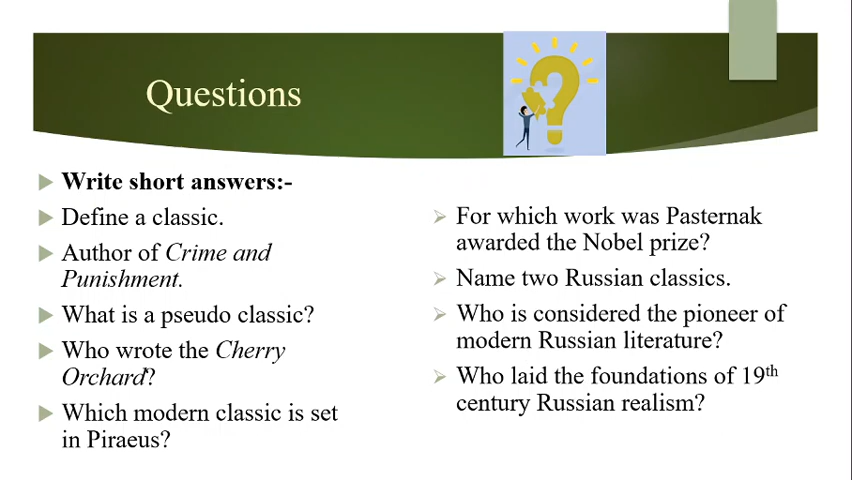 Questions
Write short answers:-
Define a classic.
Author of Crime and
Punishment.
What is a pseudo classic?
Who wrote the Cherry
Orchard?
Which modern classic is set
in Piraeus?
For which work was Pasternak
awarded the Nobel prize?
Name two Russian classics.
Who is considered the pioneer of
modern Russian literature?
Who laid the foundations of 19th
century Russian realism?